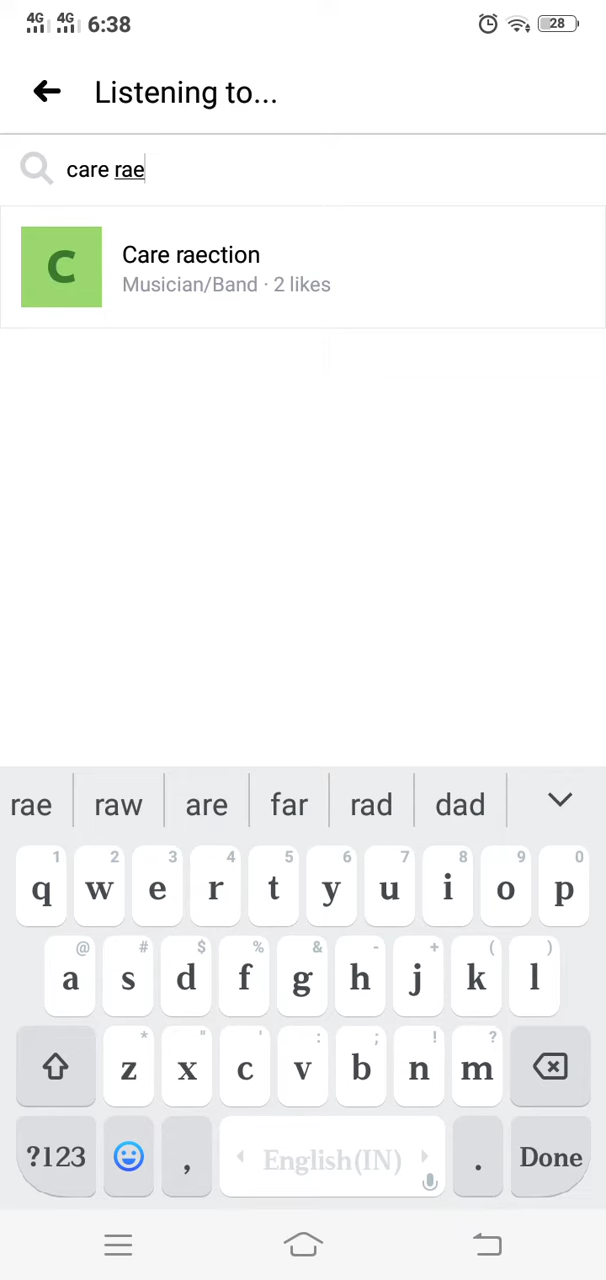 4G 4G 6:38 28
Listening to...
care rae
C
Care raection
Musician/Band · 2 likes
rae raw are far rad dad
1 2 3 4 5 6 7 8 9 0
q w e r t y u i o p
@ # $ % & - + ( )
a s d f g h j k l
* " ' : ; ! ?
z x c v b n m
?123 , English(IN) . Done